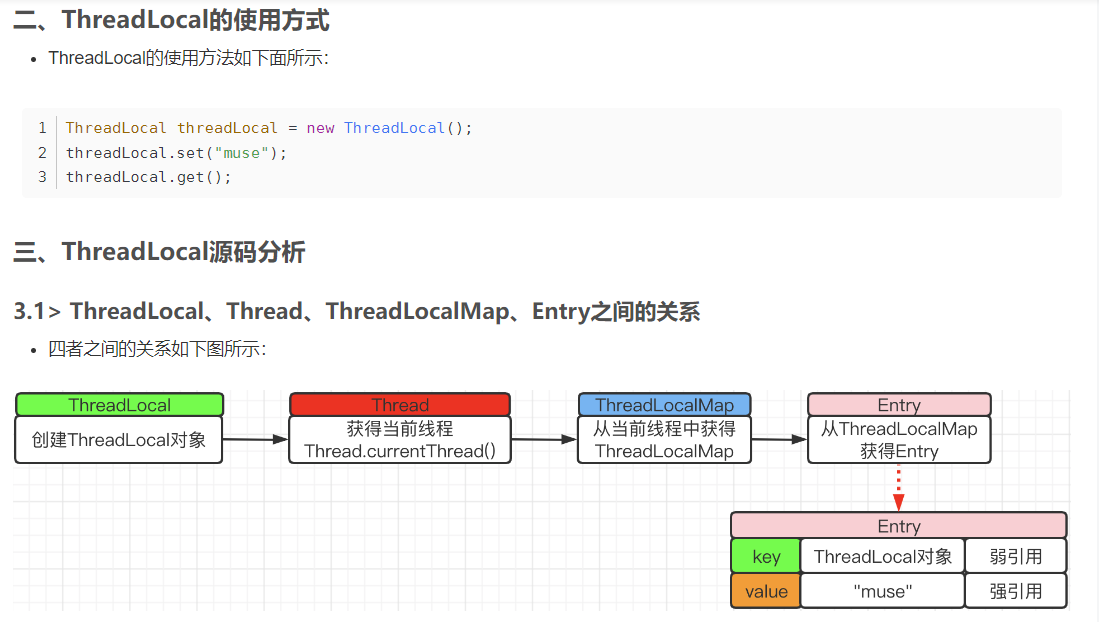 二、ThreadLocal的使用方式
• ThreadLocal的使用方法如下面所示：
1 ThreadLocal threadLocal = new ThreadLocal();
2 threadLocal.set("muse");
3 threadLocal.get();
三、ThreadLocal源码分析
3.1> ThreadLocal、Thread、ThreadLocalMap、Entry之间的关系
• 四者之间的关系如下图所示：
ThreadLocal
创建ThreadLocal对象
Thread
获得当前线程
Thread.currentThread()
ThreadLocalMap
从当前线程中获得
ThreadLocalMap
Entry
从ThreadLocalMap
获得Entry
Entry
key ThreadLocal对象 弱引用
value "muse" 强引用